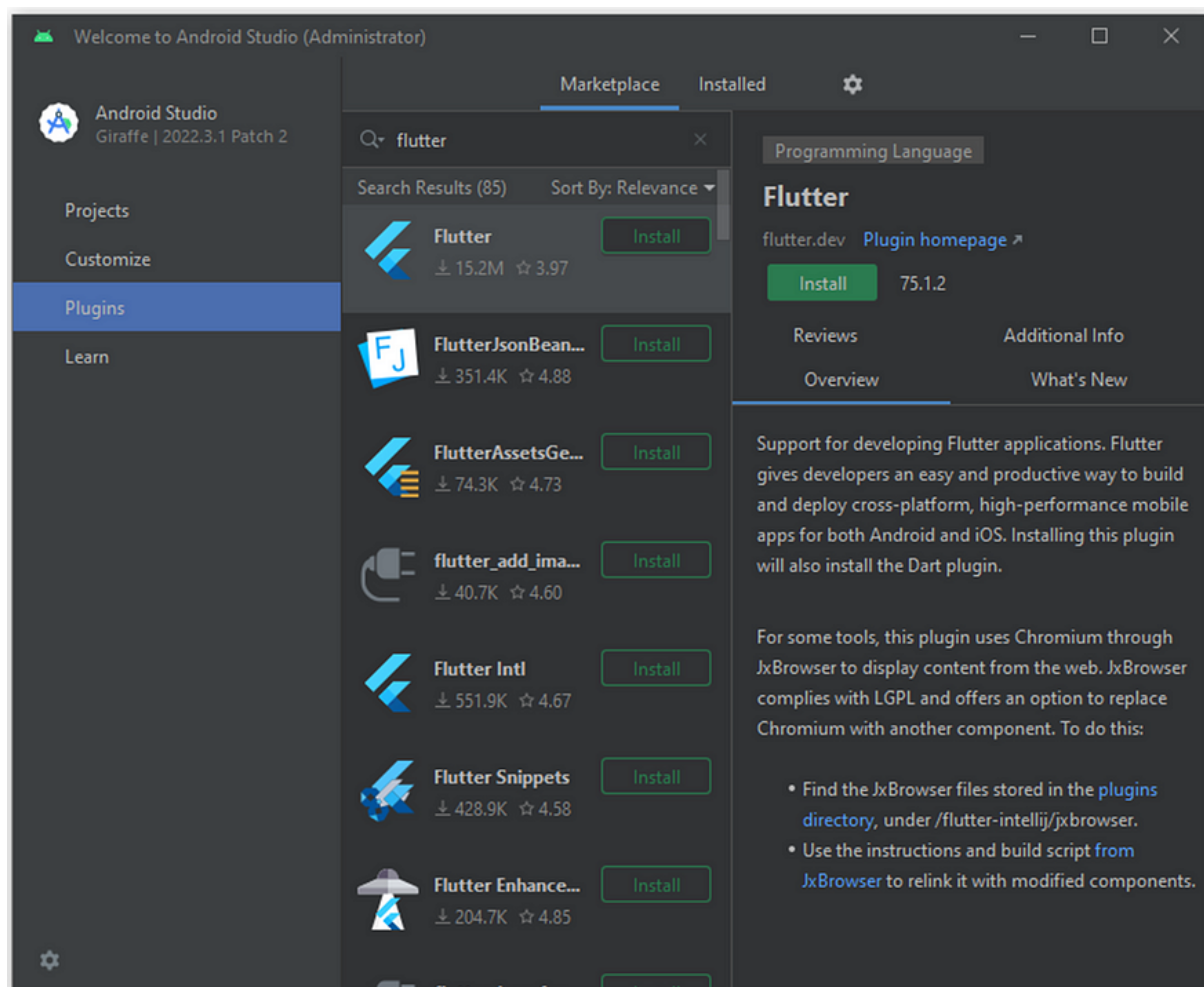 Welcome to Android Studio (Administrator)
Android Studio
Giraffe | 2022.3.1 Patch 2
Projects
Customize
Plugins
Learn
Marketplace
Installed
flutter
Search Results (85)
Sort By: Relevance
Flutter
Install
15.2M
3.97
FlutterJsonBean...
Install
351.4K
4.88
FlutterAssetsGe...
Install
74.3K
4.73
flutter_add_ima...
Install
40.7K
4.60
Flutter Intl
Install
551.9K
4.67
Flutter Snippets
Install
428.9K
4.58
Flutter Enhance...
Install
204.7K
4.85
Programming Language
Flutter
flutter.dev
Plugin homepage
Install
75.1.2
Reviews
Additional Info
Overview
What's New
Support for developing Flutter applications. Flutter
gives developers an easy and productive way to build
and deploy cross-platform, high-performance mobile
apps for both Android and iOS. Installing this plugin
will also install the Dart plugin.
For some tools, this plugin uses Chromium through
JxBrowser to display content from the web. JxBrowser
complies with LGPL and offers an option to replace
Chromium with another component. To do this:
• Find the JxBrowser files stored in the plugins
directory, under /flutter-intellij/jxbrowser.
• Use the instructions and build script from
JxBrowser to relink it with modified components.